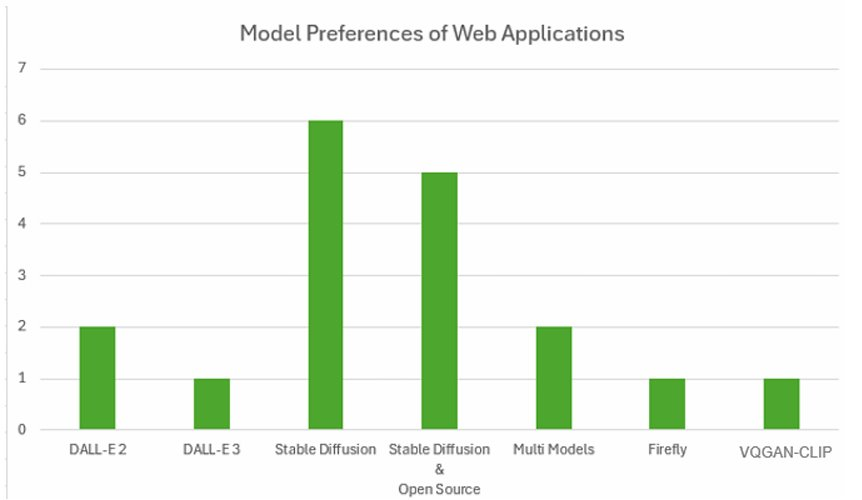 Model Preferences of Web Applications
7
6
5
4
3
2
1
0
DALL-E 2
DALL-E 3
Stable Diffusion
Stable Diffusion
&
Open Source
Multi Models
Firefly
VQGAN-CLIP